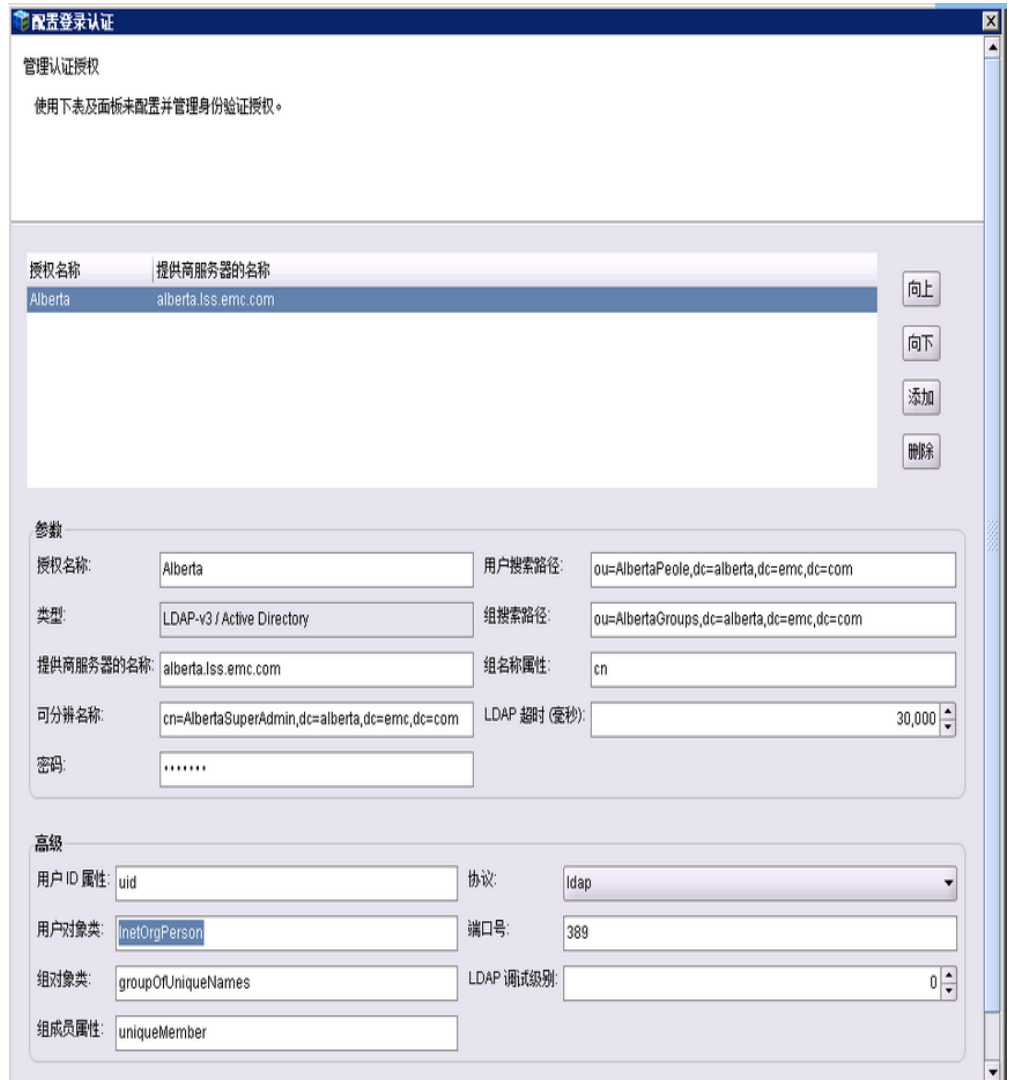 配置登录认证
管理认证授权
使用下表及面板来配置并管理身份验证授权。
授权名称 提供商服务器的名称
Alberta alberta.lss.emc.com
向上
向下
添加
删除
参数
授权名称: Alberta 用户搜索路径: ou=AlbertaPeole,dc=alberta,dc=emc,dc=com
类型: LDAP-v3 / Active Directory 组搜索路径: ou=AlbertaGroups,dc=alberta,dc=emc,dc=com
提供商服务器的名称: alberta.lss.emc.com 组名称属性: cn
可分辨名称: cn=AlbertaSuperAdmin,dc=alberta,dc=emc,dc=com LDAP 超时 (毫秒): 30,000
密码: •••••••
高级
用户 ID 属性: uid 协议: ldap
用户对象类: InetOrgPerson 端口号: 389
组对象类: groupOfUniqueNames LDAP 调试级别: 0
组成员属性: uniqueMember